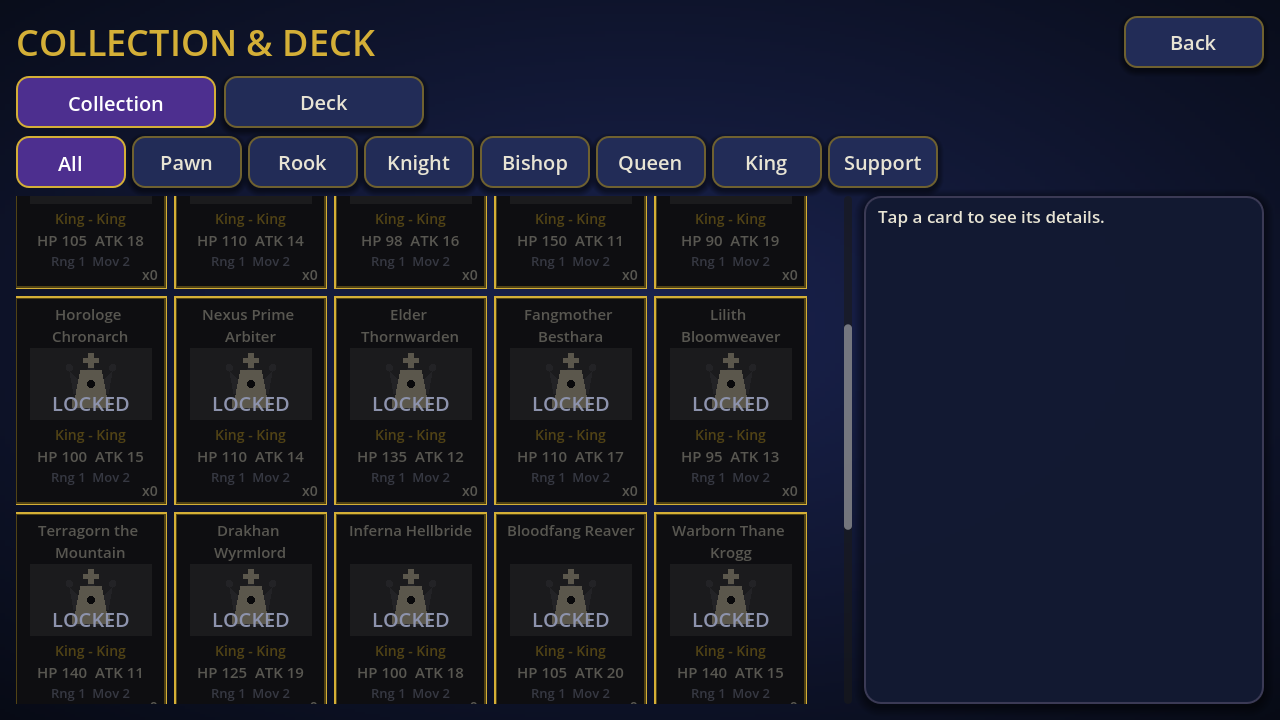 COLLECTION & DECK
Back
Collection
Deck
All
Pawn
Rook
Knight
Bishop
Queen
King
Support
King - King
HP 105 ATK 18
Rng 1 Mov 2
x0
King - King
HP 110 ATK 14
Rng 1 Mov 2
x0
King - King
HP 98 ATK 16
Rng 1 Mov 2
x0
King - King
HP 150 ATK 11
Rng 1 Mov 2
x0
King - King
HP 90 ATK 19
Rng 1 Mov 2
x0
Horologe
Chronarch
LOCKED
King - King
HP 100 ATK 15
Rng 1 Mov 2
x0
Nexus Prime
Arbiter
LOCKED
King - King
HP 110 ATK 14
Rng 1 Mov 2
x0
Elder
Thornwarden
LOCKED
King - King
HP 135 ATK 12
Rng 1 Mov 2
x0
Fangmother
Besthara
LOCKED
King - King
HP 110 ATK 17
Rng 1 Mov 2
x0
Lilith
Bloomweaver
LOCKED
King - King
HP 95 ATK 13
Rng 1 Mov 2
x0
Terragorn the
Mountain
LOCKED
King - King
HP 140 ATK 11
Rng 1 Mov 2
Drakhan
Wyrmlord
LOCKED
King - King
HP 125 ATK 19
Rng 1 Mov 2
Inferna Hellbride
LOCKED
King - King
HP 100 ATK 18
Rng 1 Mov 2
Bloodfang Reaver
LOCKED
King - King
HP 105 ATK 20
Rng 1 Mov 2
Warborn Thane
Krogg
LOCKED
King - King
HP 140 ATK 15
Rng 1 Mov 2
Tap a card to see its details.